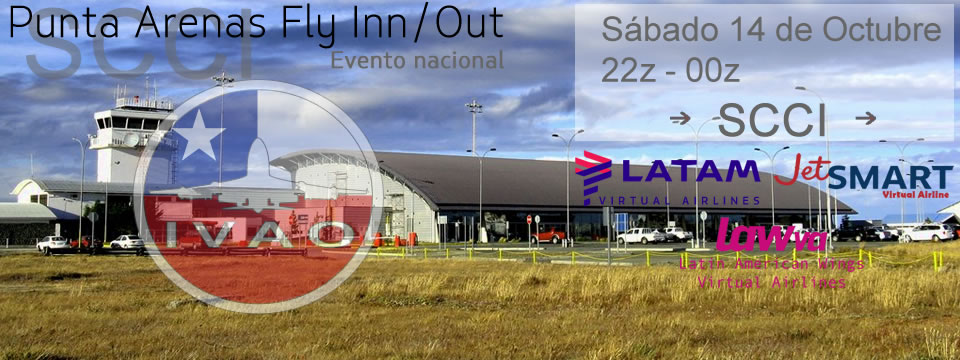 Punta Arenas Fly Inn/Out
SCCI
Evento nacional
Sábado 14 de Octubre
22z - 00z
→ SCCI →
IVAO
LATAM
VIRTUAL AIRLINES
JetSMART
Virtual Airline
lawva
Latin American Wings
Virtual Airlines